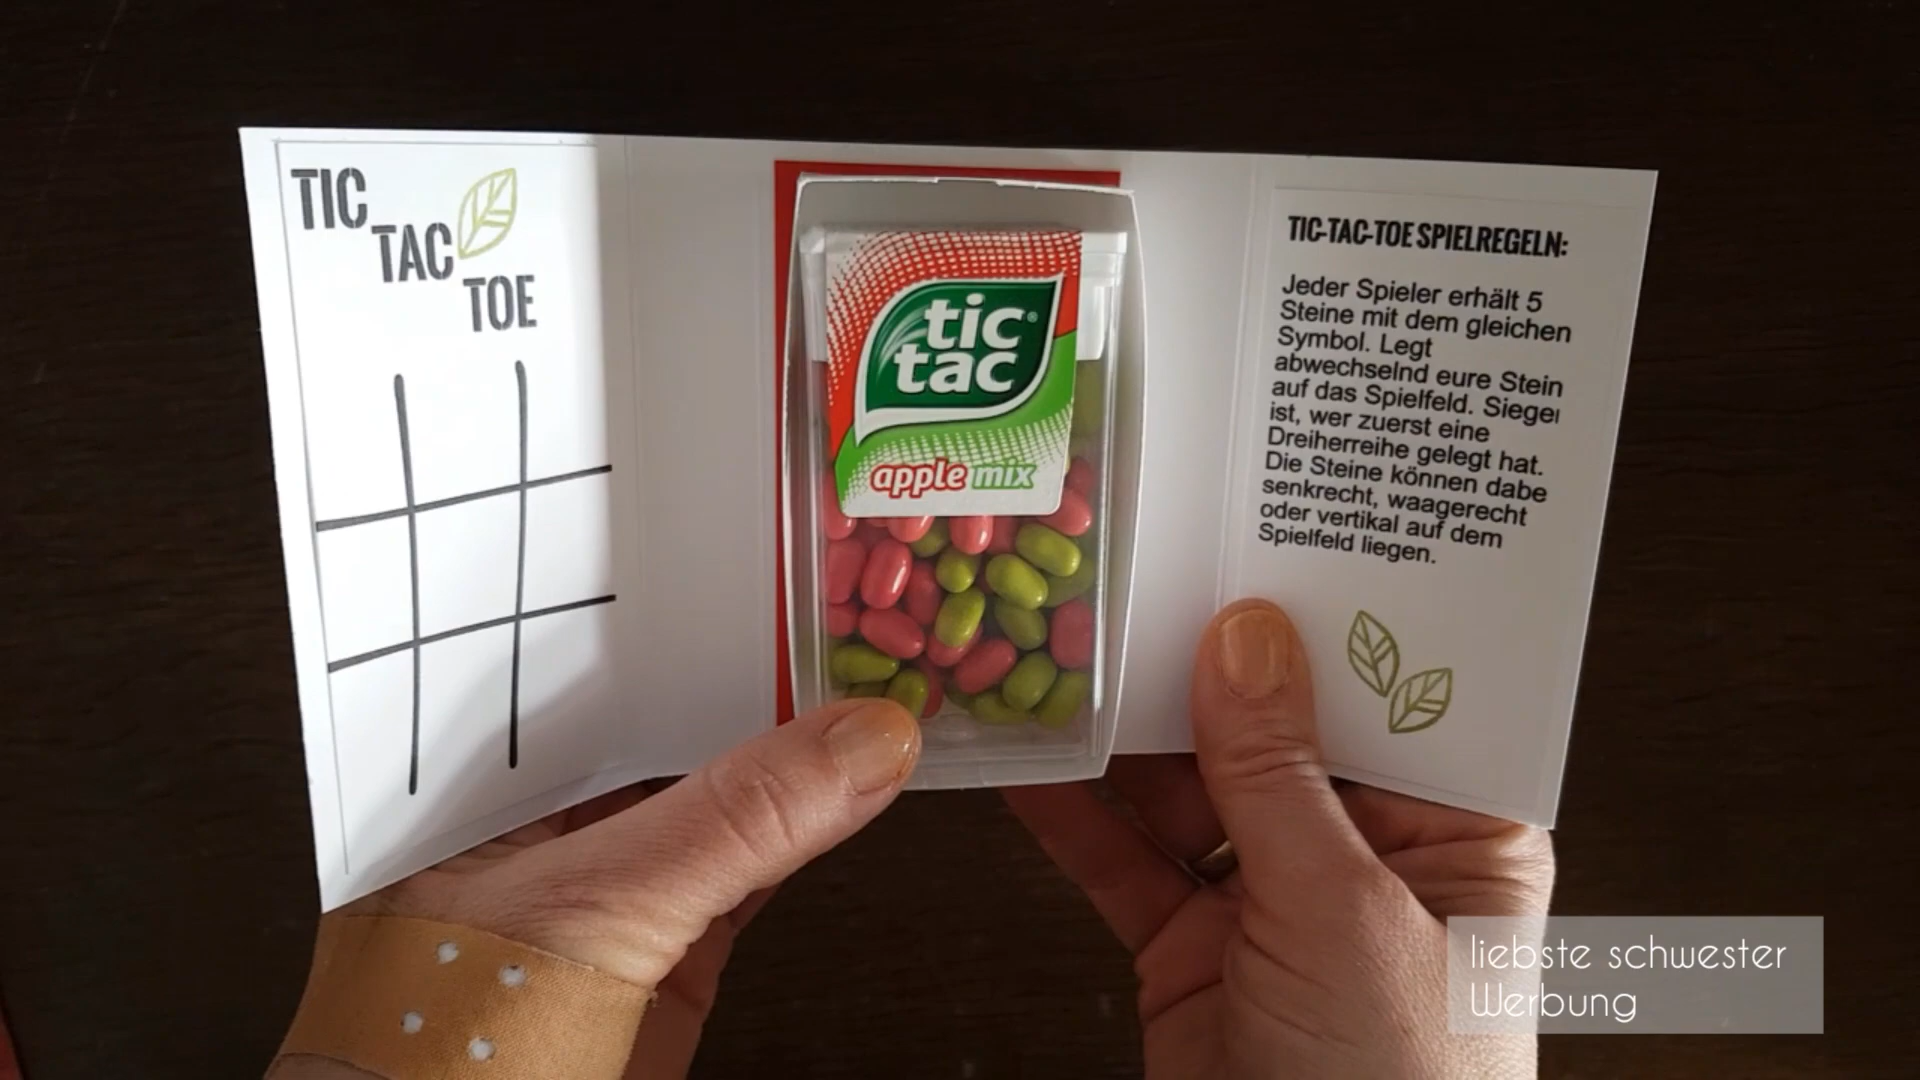 TIC
TAC
TOE
tic
tac
apple mix
TIC-TAC-TOE SPIELREGELN:
Jeder Spieler erhält 5
Steine mit dem gleichen
Symbol. Legt
abwechselnd eure Stein
auf das Spielfeld. Sieger
ist, wer zuerst eine
Dreiherreihe gelegt hat.
Die Steine können dabe
senkrecht, waagerecht
oder vertikal auf dem
Spielfeld liegen.
liebste schwester
Werbung